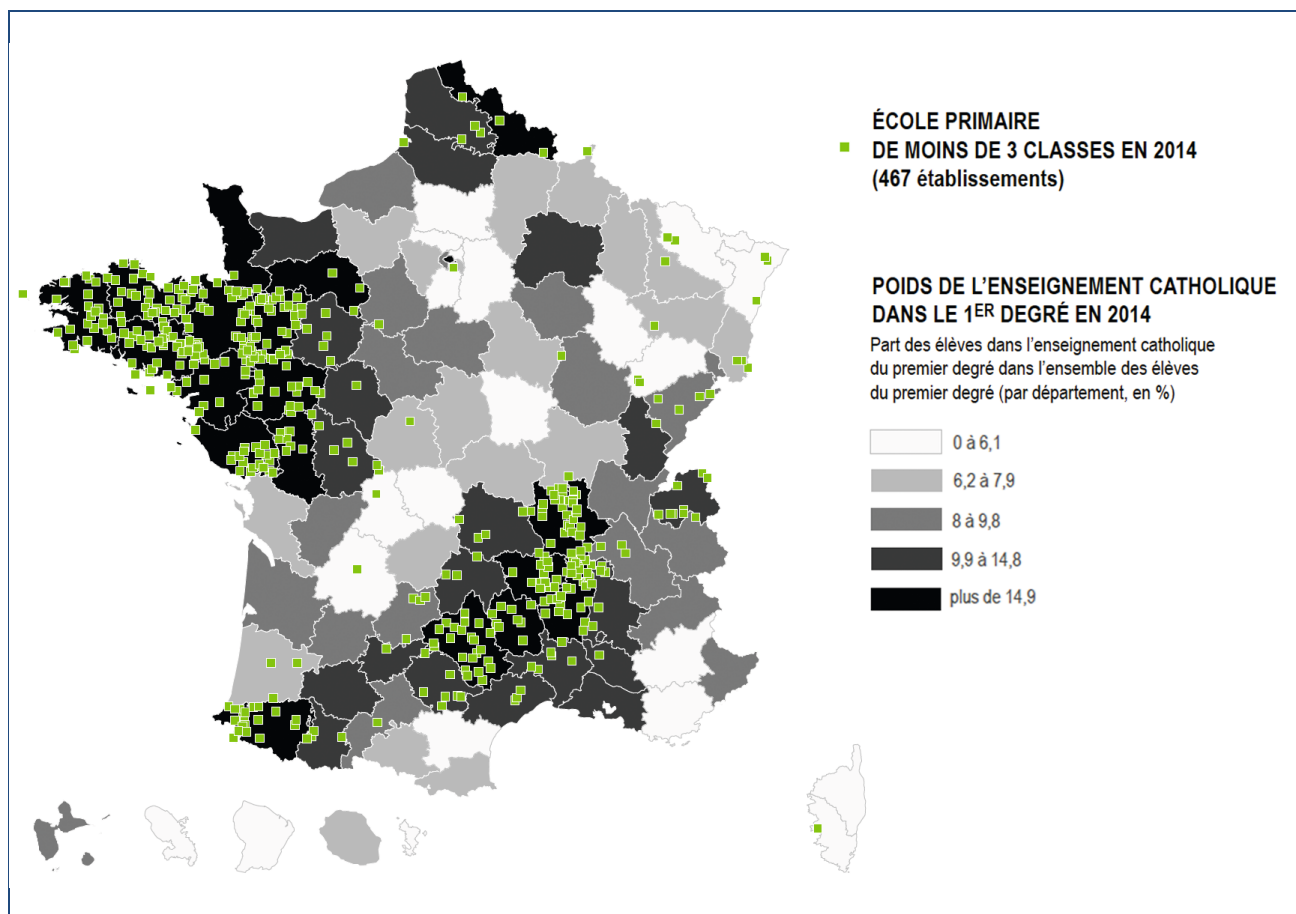 ÉCOLE PRIMAIRE
DE MOINS DE 3 CLASSES EN 2014
(467 établissements)
POIDS DE L’ENSEIGNEMENT CATHOLIQUE
DANS LE 1ER DEGRÉ EN 2014
Part des élèves dans l’enseignement catholique
du premier degré dans l’ensemble des élèves
du premier degré (par département, en %)
0 à 6,1
6,2 à 7,9
8 à 9,8
9,9 à 14,8
plus de 14,9